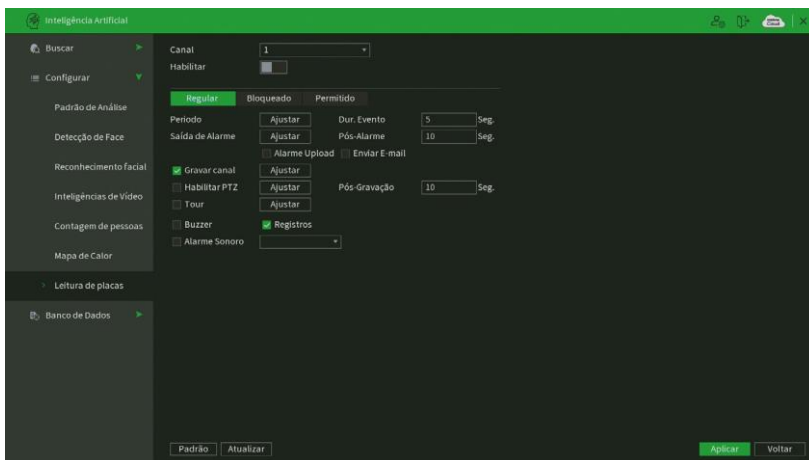 Inteligência Artificial
Buscar
Configurar
Padrão de Análise
Detecção de Face
Reconhecimento facial
Inteligências de Vídeo
Contagem de pessoas
Mapa de Calor
Leitura de placas
Banco de Dados
Canal 1
Habilitar
Regular Bloqueado Permitido
Periodo Ajustar Dur. Evento 5 Seg.
Saída de Alarme Ajustar Pós-Alarme 10 Seg.
Alarme Upload Enviar E-mail
Gravar canal Ajustar
Habilitar PTZ Ajustar Pós-Gravação 10 Seg.
Tour Ajustar
Buzzer Registros
Alarme Sonoro
Padrão Atualizar Aplicar Voltar